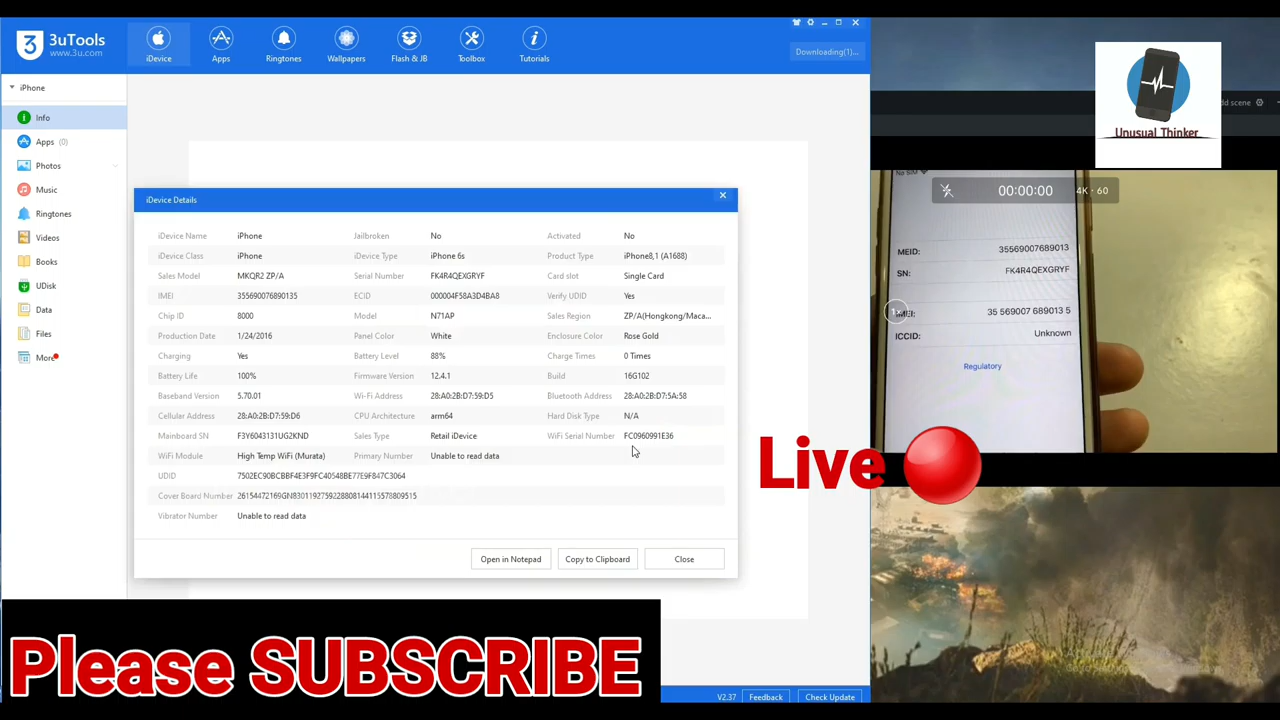 3uTools
www.3u.com
iDevice
Apps
Ringtones
Wallpapers
Flash & JB
Toolbox
Tutorials
Downloading(1)...
iPhone
Info
Apps (0)
Photos
Music
Ringtones
Videos
Books
UDisk
Data
Files
More
iDevice Details
iDevice Name iPhone Jailbroken No Activated No
iDevice Class iPhone iDevice Type iPhone 6s Product Type iPhone8,1 (A1688)
Sales Model MKQR2 ZP/A Serial Number FK4R4QEXGRYF Card slot Single Card
IMEI 355690076890135 ECID 000004F58A3D4BA8 Verify UDID Yes
Chip ID 8000 Model N71AP Sales Region ZP/A(Hongkong/Maca...
Production Date 1/24/2016 Panel Color White Enclosure Color Rose Gold
Charging Yes Battery Level 88% Charge Times 0 Times
Battery Life 100% Firmware Version 12.4.1 Build 16G102
Baseband Version 5.70.01 Wi-Fi Address 28:A0:2B:D7:59:D5 Bluetooth Address 28:A0:2B:D7:5A:58
Cellular Address 28:A0:2B:D7:59:D6 CPU Architecture arm64 Hard Disk Type N/A
Mainboard SN F3Y6043131UG2KND Sales Type Retail iDevice WiFi Serial Number FC0960991E36
WiFi Module High Temp WiFi (Murata) Primary Number Unable to read data
UDID 7502EC90BCBBF4E3F9FC40548BE77E9F847C3064
Cover Board Number 26154472169GN8301192759228808144115578809515
Vibrator Number Unable to read data
Open in Notepad
Copy to Clipboard
Close
V2.37
Feedback
Check Update
Please SUBSCRIBE
Live
Unusual Thinker
dd scene
No SIM
00:00:00
4K · 60
MEID: 35569007689013
SN: FK4R4QEXGRYF
IMEI: 35 569007 689013 5
ICCID: Unknown
Regulatory